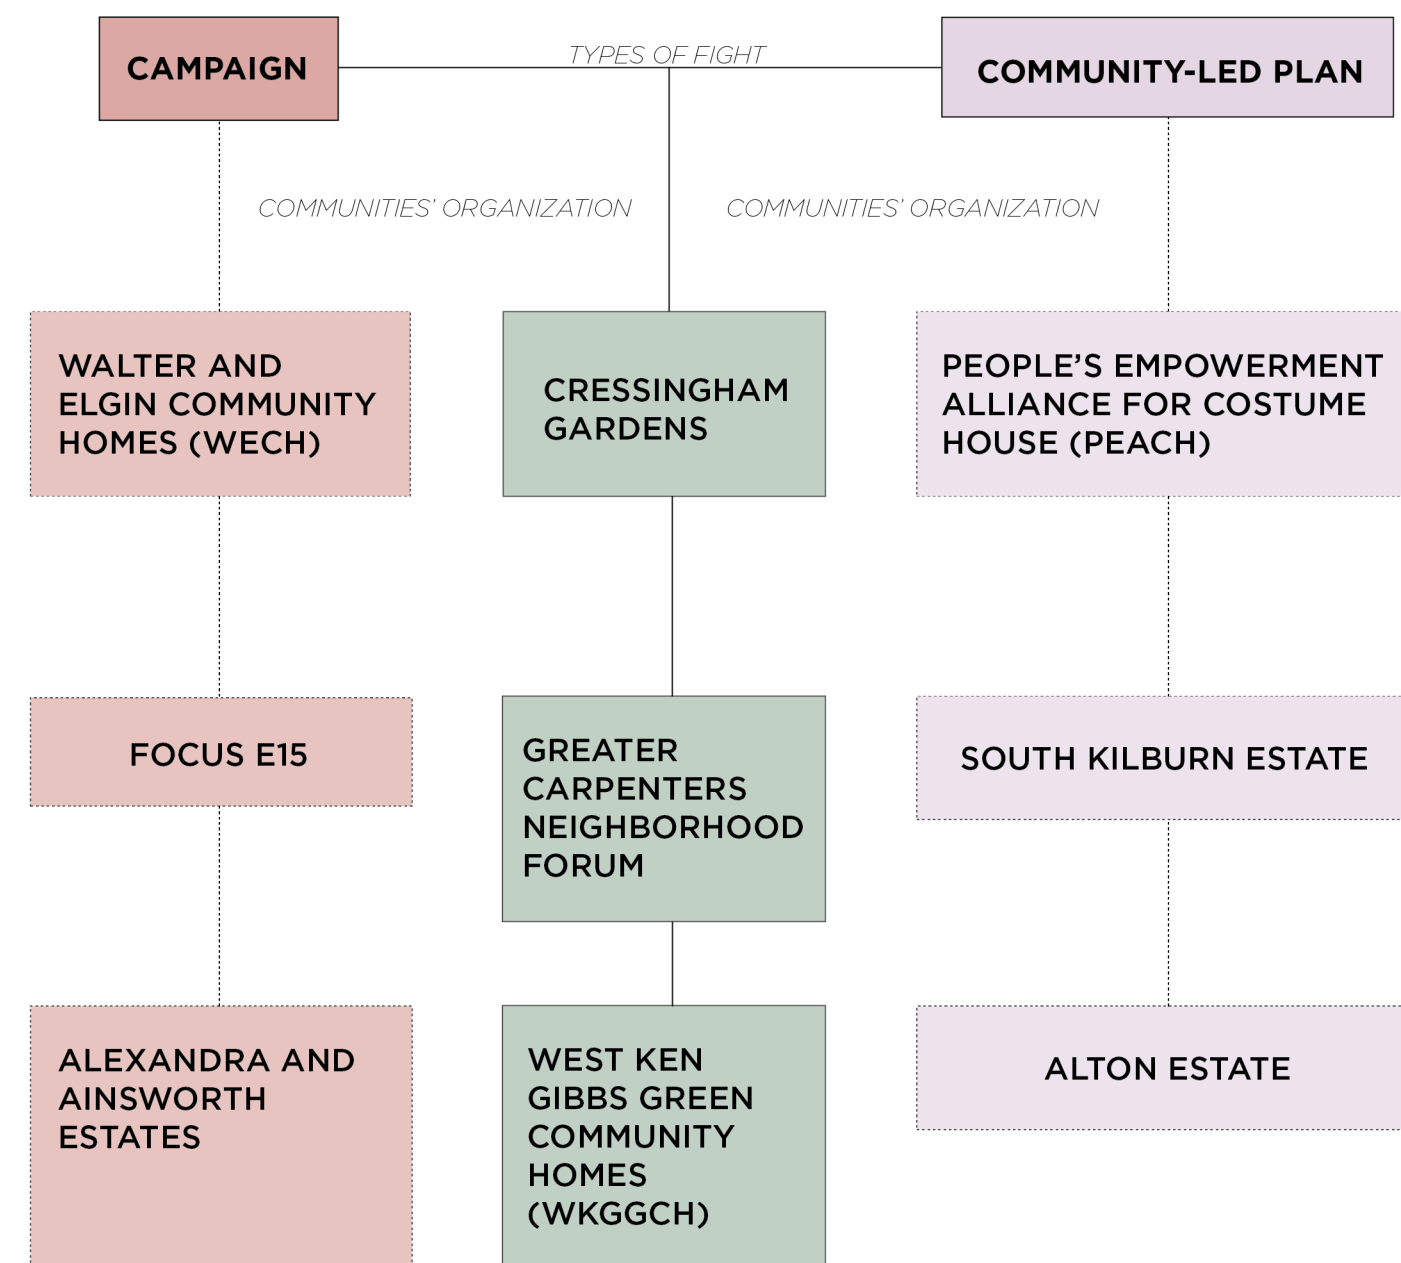 CAMPAIGN
TYPES OF FIGHT
COMMUNITY-LED PLAN
COMMUNITIES' ORGANIZATION
COMMUNITIES' ORGANIZATION
WALTER AND
ELGIN COMMUNITY
HOMES (WECH)
CRESSINGHAM
GARDENS
PEOPLE'S EMPOWERMENT
ALLIANCE FOR COSTUME
HOUSE (PEACH)
FOCUS E15
GREATER
CARPENTERS
NEIGHBORHOOD
FORUM
SOUTH KILBURN ESTATE
ALEXANDRA AND
AINSWORTH
ESTATES
WEST KEN
GIBBS GREEN
COMMUNITY
HOMES
(WKGGCH)
ALTON ESTATE